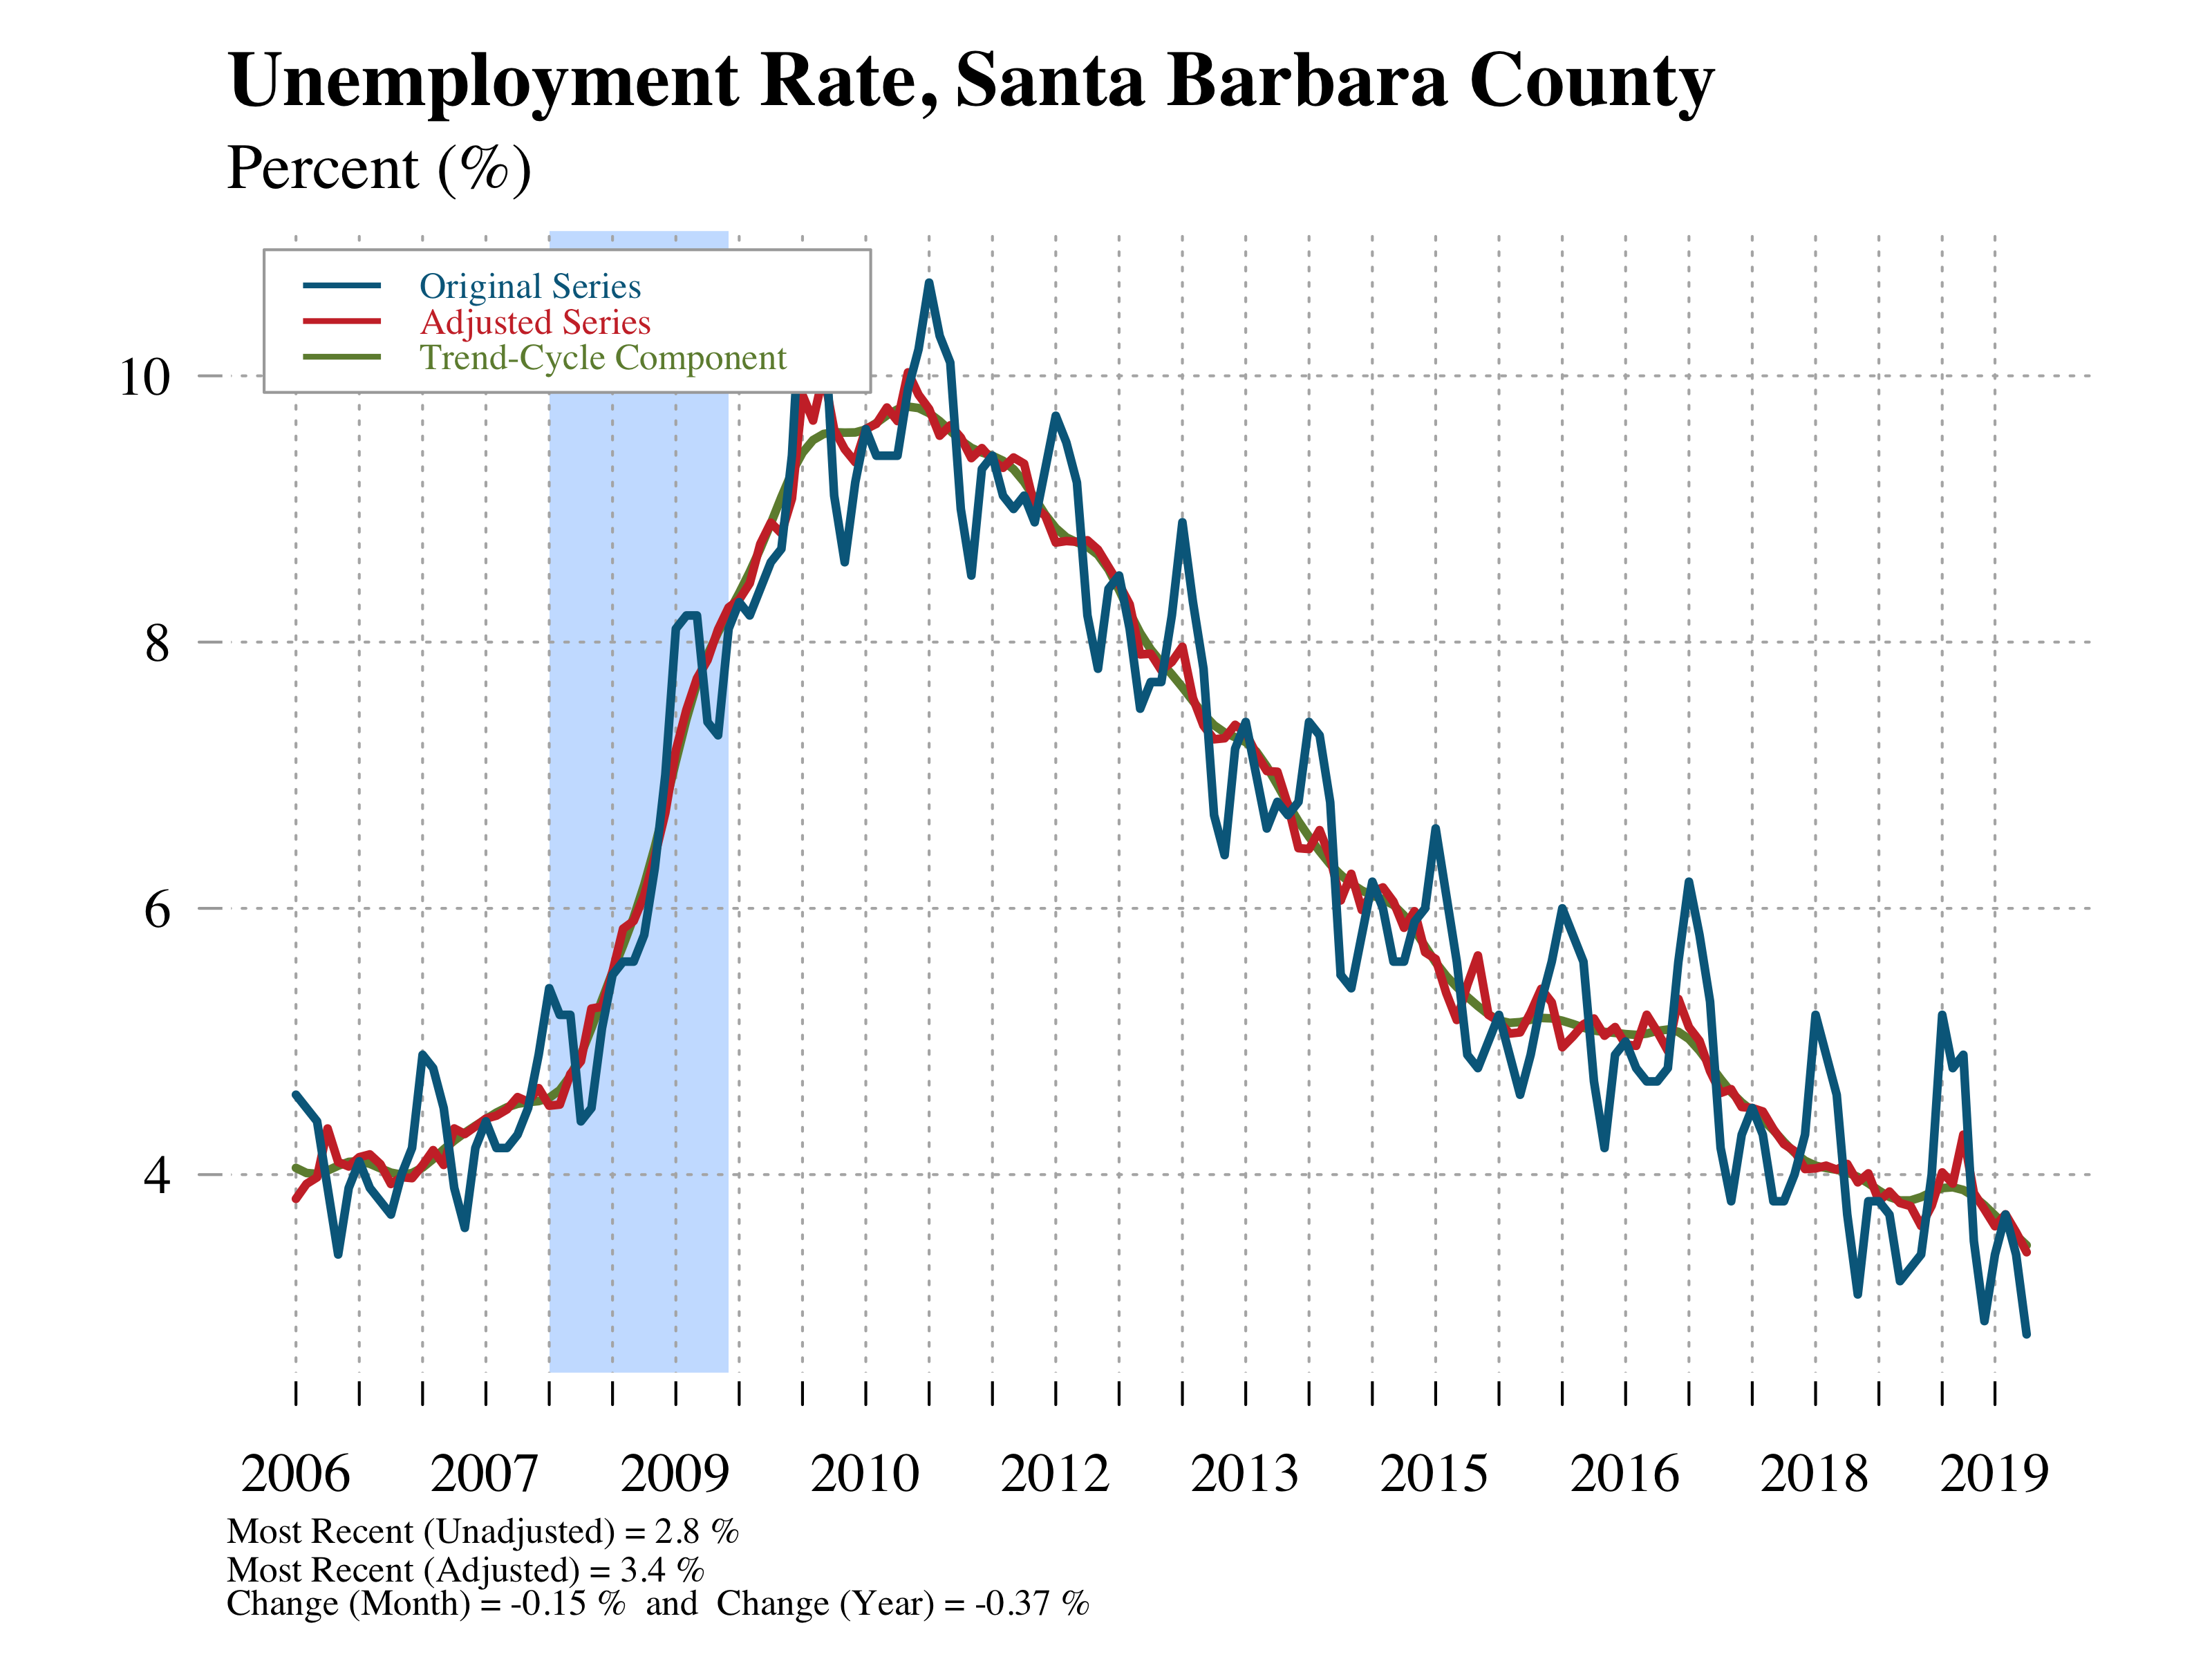 Unemployment Rate, Santa Barbara County
Percent (%)
Original Series
Adjusted Series
Trend-Cycle Component
10
8
6
4
2006 2007 2009 2010 2012 2013 2015 2016 2018 2019
Most Recent (Unadjusted) = 2.8 %
Most Recent (Adjusted) = 3.4 %
Change (Month) = -0.15 % and Change (Year) = -0.37 %